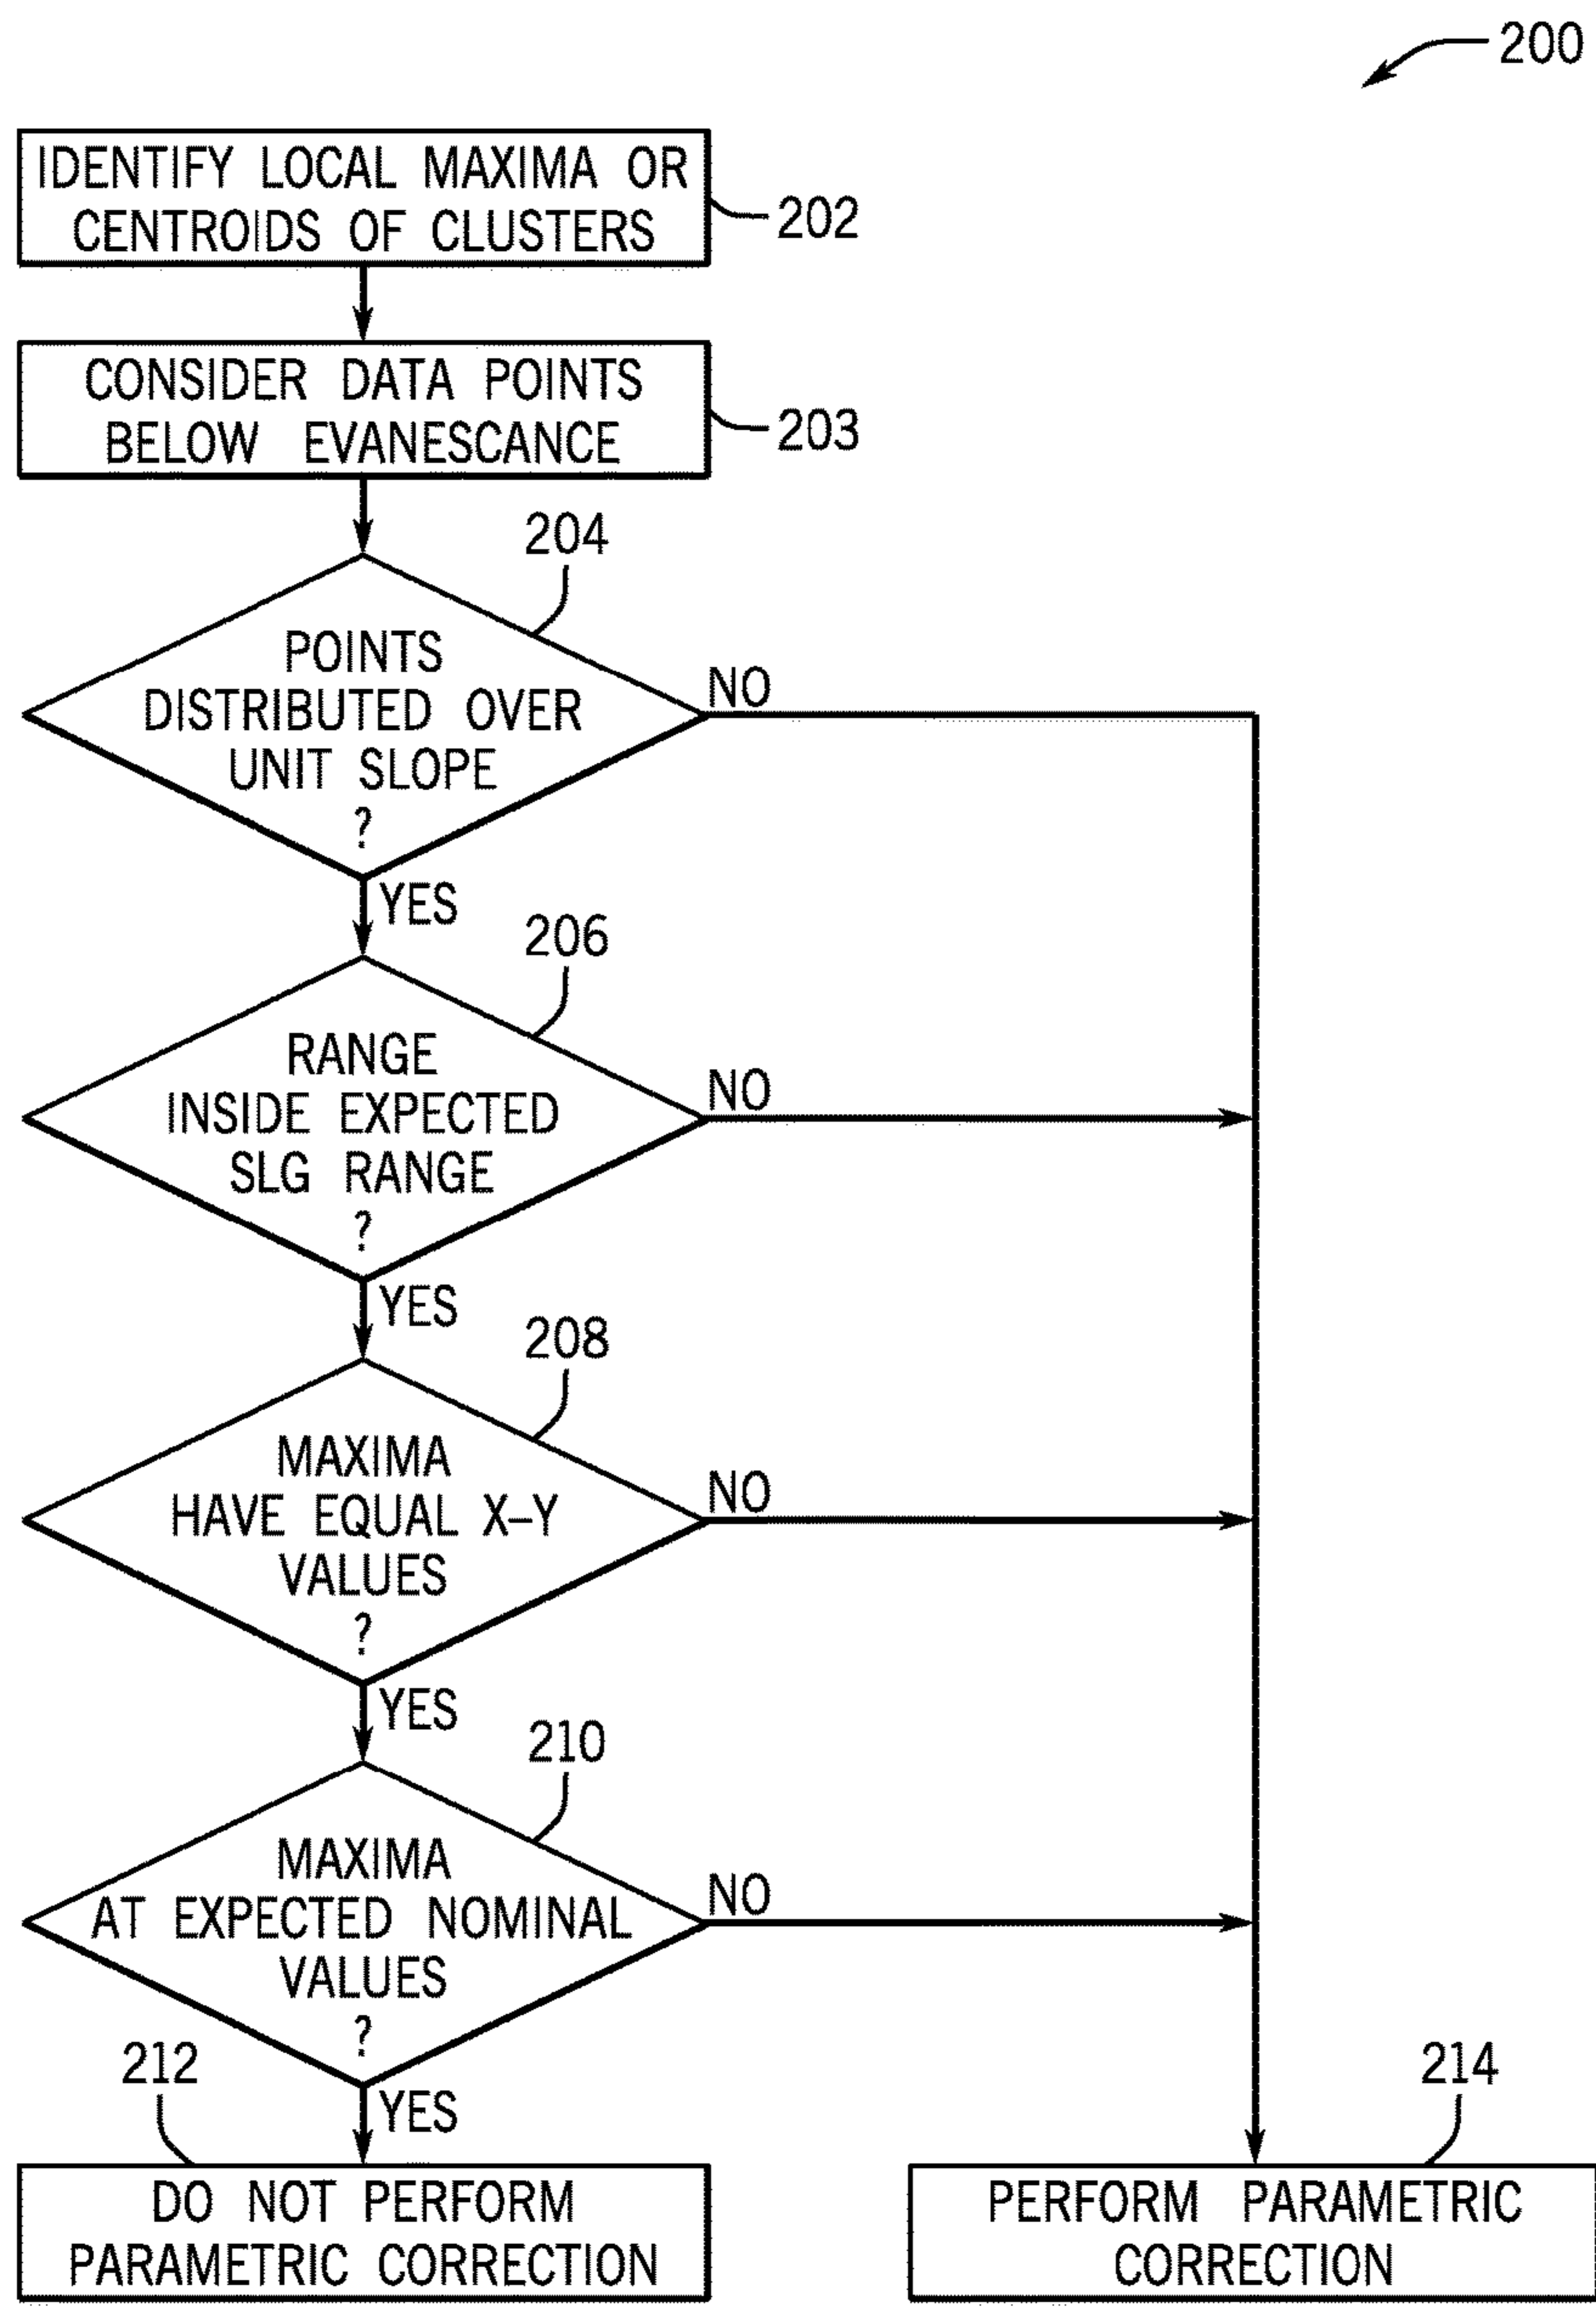 200
IDENTIFY LOCAL MAXIMA OR
CENTROIDS OF CLUSTERS
202
CONSIDER DATA POINTS
BELOW EVANESCANCE
203
204
POINTS
DISTRIBUTED OVER
UNIT SLOPE
?
NO
YES
206
RANGE
INSIDE EXPECTED
SLG RANGE
?
NO
YES
208
MAXIMA
HAVE EQUAL X–Y
VALUES
?
NO
YES
210
MAXIMA
AT EXPECTED NOMINAL
VALUES
?
NO
YES
212
DO NOT PERFORM
PARAMETRIC CORRECTION
214
PERFORM PARAMETRIC
CORRECTION